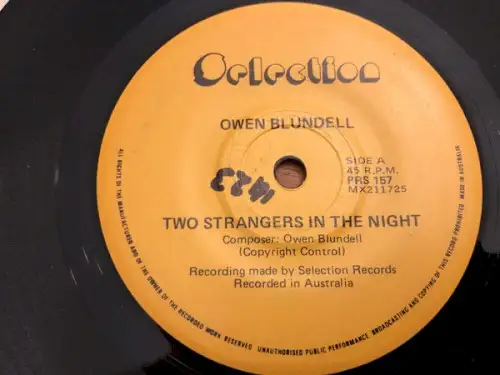 Selection
OWEN BLUNDELL
SIDE A
45 R.P.M.
PRS 157
MX211725
TWO STRANGERS IN THE NIGHT
Composer: Owen Blundell
(Copyright Control)
Recording made by Selection Records
Recorded in Australia
ALL RIGHTS OF THE MANUFACTURER AND OF THE OWNER OF THE RECORDED WORK RESERVED UNAUTHORISED PUBLIC PERFORMANCE, BROADCASTING AND COPYING OF THIS RECORD PROHIBITED MADE IN AUSTRALIA